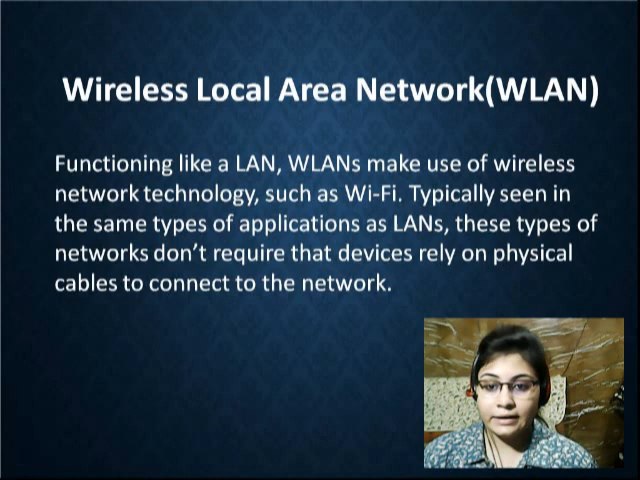 Wireless Local Area Network(WLAN)
Functioning like a LAN, WLANs make use of wireless
network technology, such as Wi-Fi. Typically seen in
the same types of applications as LANs, these types of
networks don’t require that devices rely on physical
cables to connect to the network.